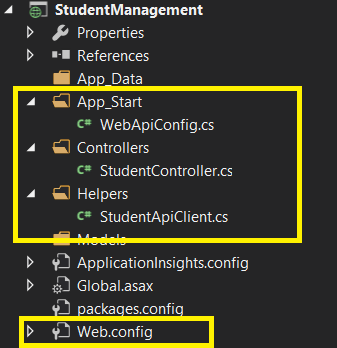 StudentManagement
Properties
References
App_Data
App_Start
C# WebApiConfig.cs
Controllers
C# StudentController.cs
Helpers
C# StudentApiClient.cs
Models
ApplicationInsights.config
Global.asax
packages.config
Web.config